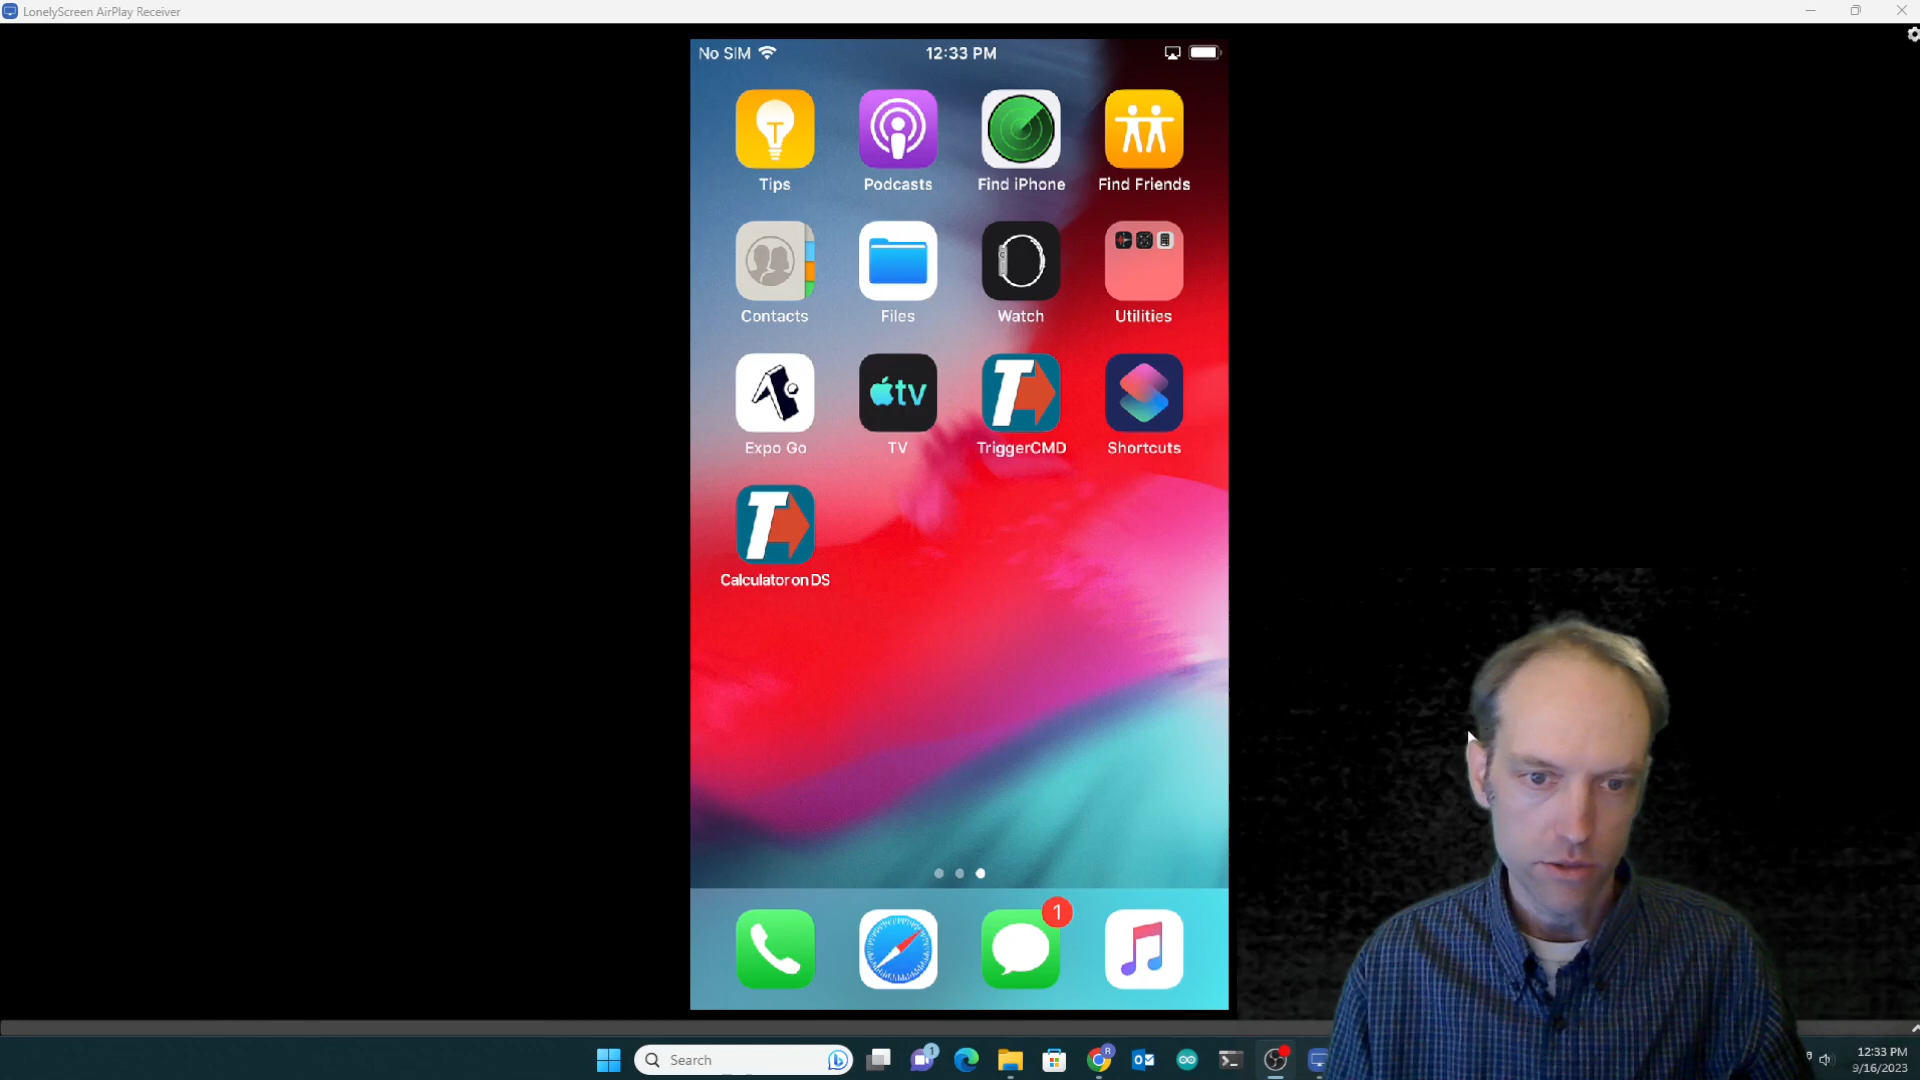 LonelyScreen AirPlay Receiver
No SIM 12:33 PM
Tips Podcasts Find iPhone Find Friends
Contacts Files Watch Utilities
tv
Expo Go TV TriggerCMD Shortcuts
Calculator on DS
1
Search 1 R 12:33 PM
9/16/2023